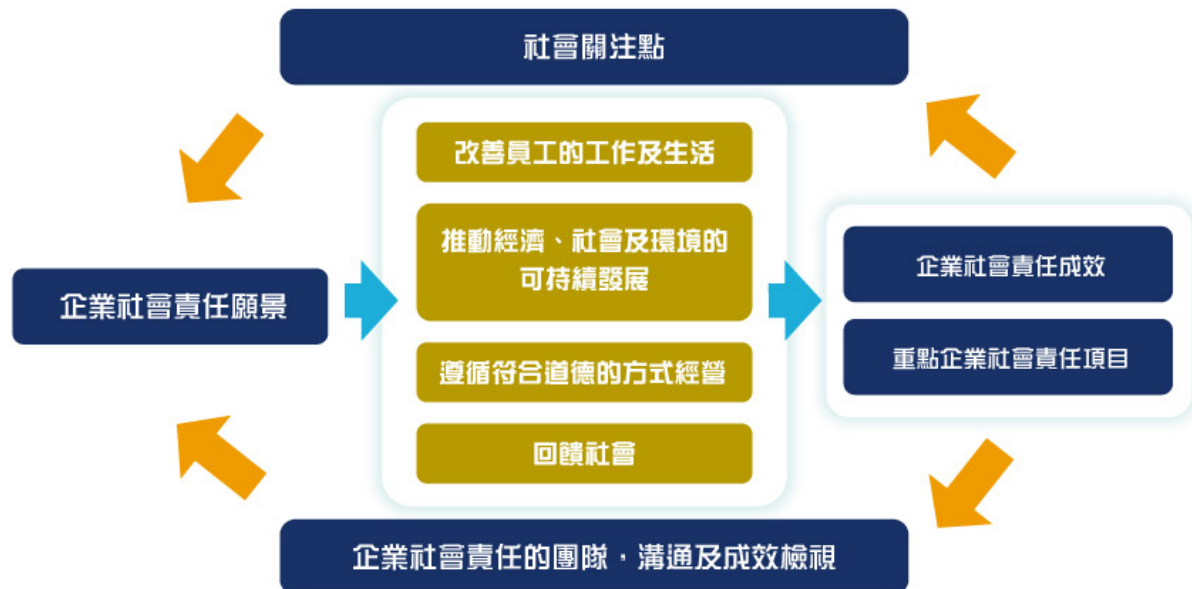 社會關注點
改善員工的工作及生活
推動經濟、社會及環境的
可持續發展
遵循符合道德的方式經營
回饋社會
企業社會責任願景
企業社會責任成效
重點企業社會責任項目
企業社會責任的團隊，溝通及成效檢視